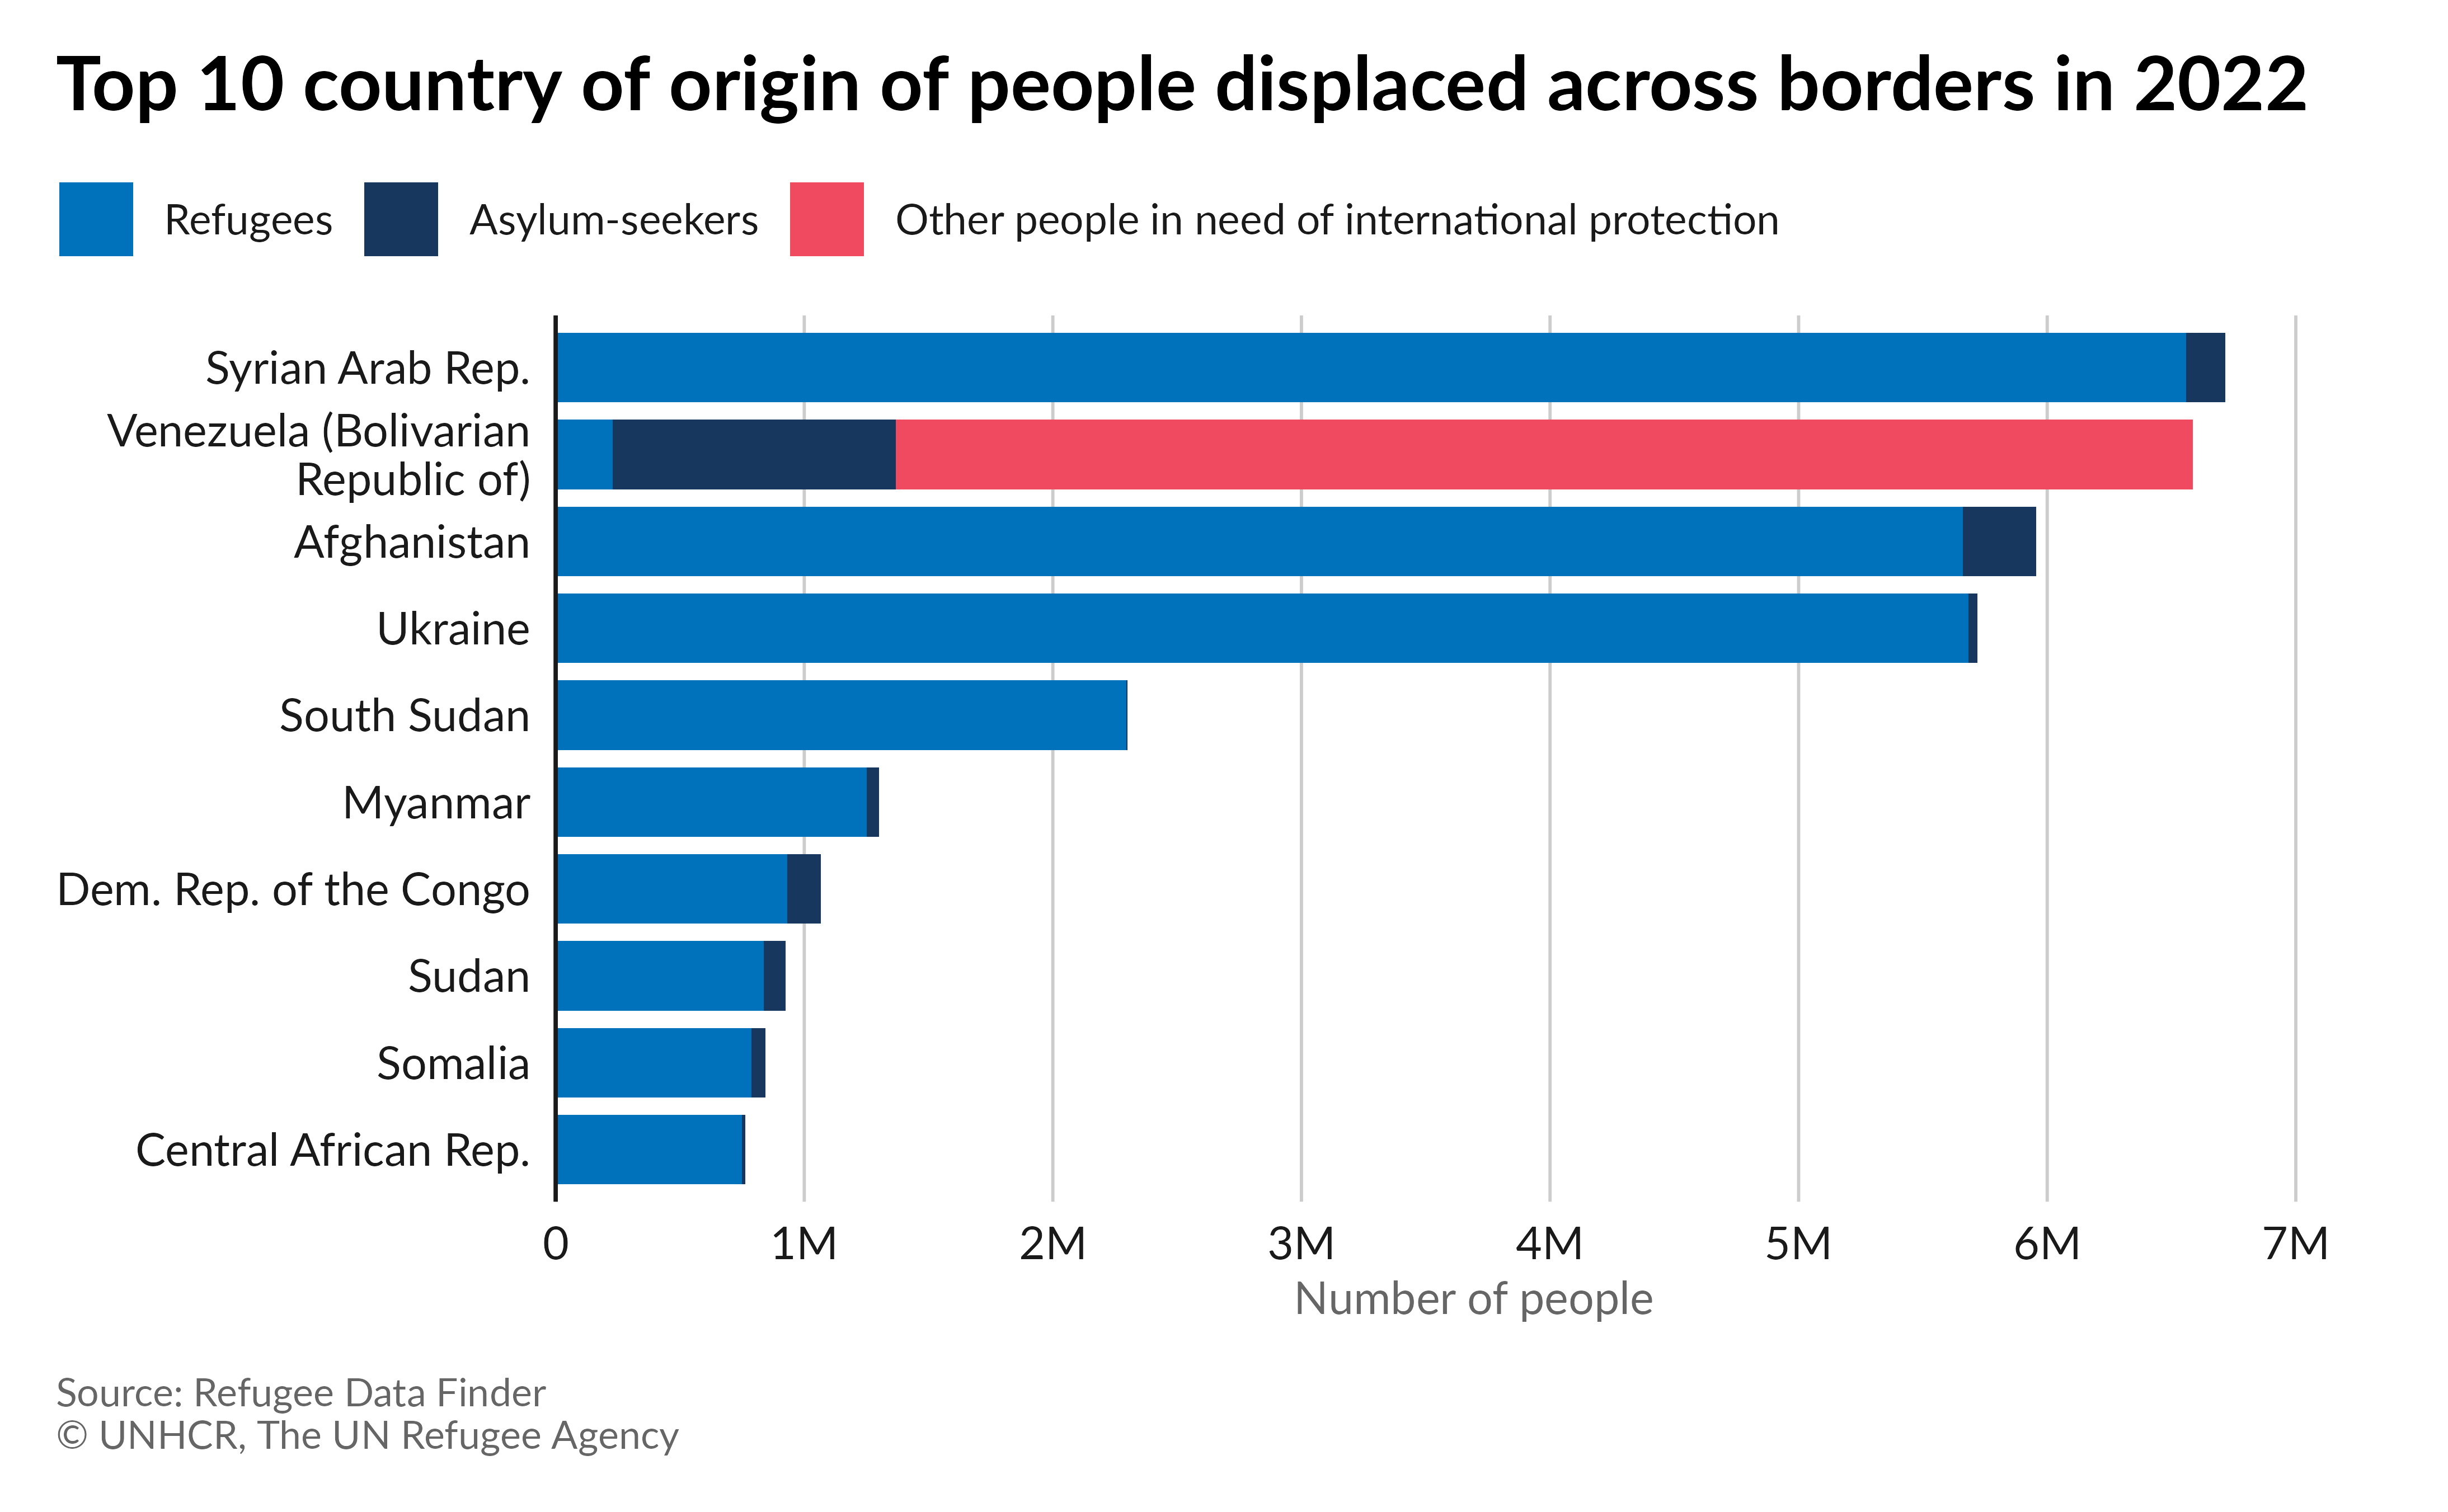 Top 10 country of origin of people displaced across borders in 2022
Refugees
Asylum-seekers
Other people in need of international protection
Syrian Arab Rep.
Venezuela (Bolivarian
Republic of)
Afghanistan
Ukraine
South Sudan
Myanmar
Dem. Rep. of the Congo
Sudan
Somalia
Central African Rep.
0
1M
2M
3M
4M
5M
6M
7M
Number of people
Source: Refugee Data Finder
© UNHCR, The UN Refugee Agency